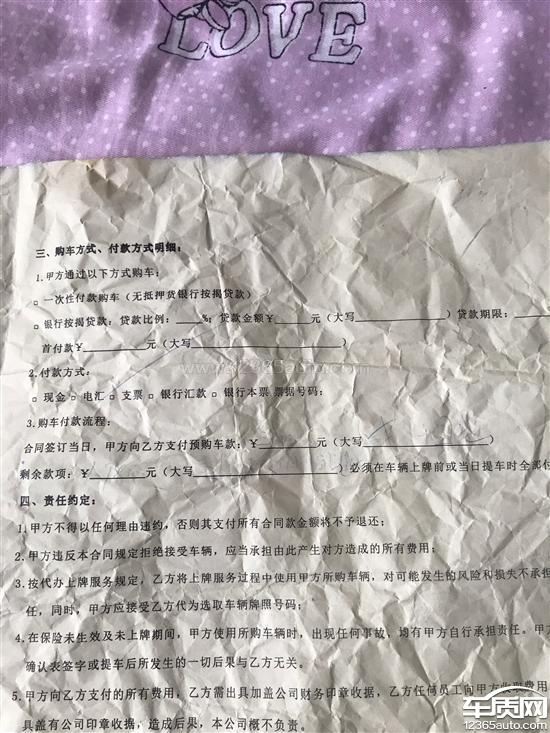 LOVE
三、购车方式、付款方式明细：
1.甲方通过以下方式购车：
□ 一次性付款购车（无抵押货银行按揭贷款）
□ 银行按揭贷款：贷款比例：____%；贷款金额¥______元（大写__________）贷款期限：____
首付款¥________元（大写____________________）
www.12365auto.com
2.付款方式：
□ 现金 □ 电汇 □ 支票 □ 银行汇款 □ 银行本票 票据号码：
3.购车付款流程：
合同签订当日，甲方向乙方支付预购车款：¥________元（大写____________________）
剩余款项：¥________元（大写____________________）必须在车辆上牌前或当日提车时全部付
四、责任约定：
1.甲方不得以任何理由违约，否则其支付所有合同款金额将不予退还；
2.甲方违反本合同规定拒绝接受车辆，应当承担由此产生对方造成的所有费用；
3.按代办上牌服务规定，乙方将上牌服务过程中使用甲方所购车辆，对可能发生的风险和损失不承担
任，同时，甲方应接受乙方代为选取车辆牌照号码；
4.在保险未生效及未上牌期间，甲方使用所购车辆时，出现任何事故，均有甲方自行承担责任。甲方
确认表签字或提车后所发生的一切后果与乙方无关。
5.甲方向乙方支付的所有费用，乙方需出具加盖公司财务印章收据，乙方任何员工向甲方收取费用
具盖有公司印章收据，造成后果，本公司概不负责。
车质网
12365auto.com